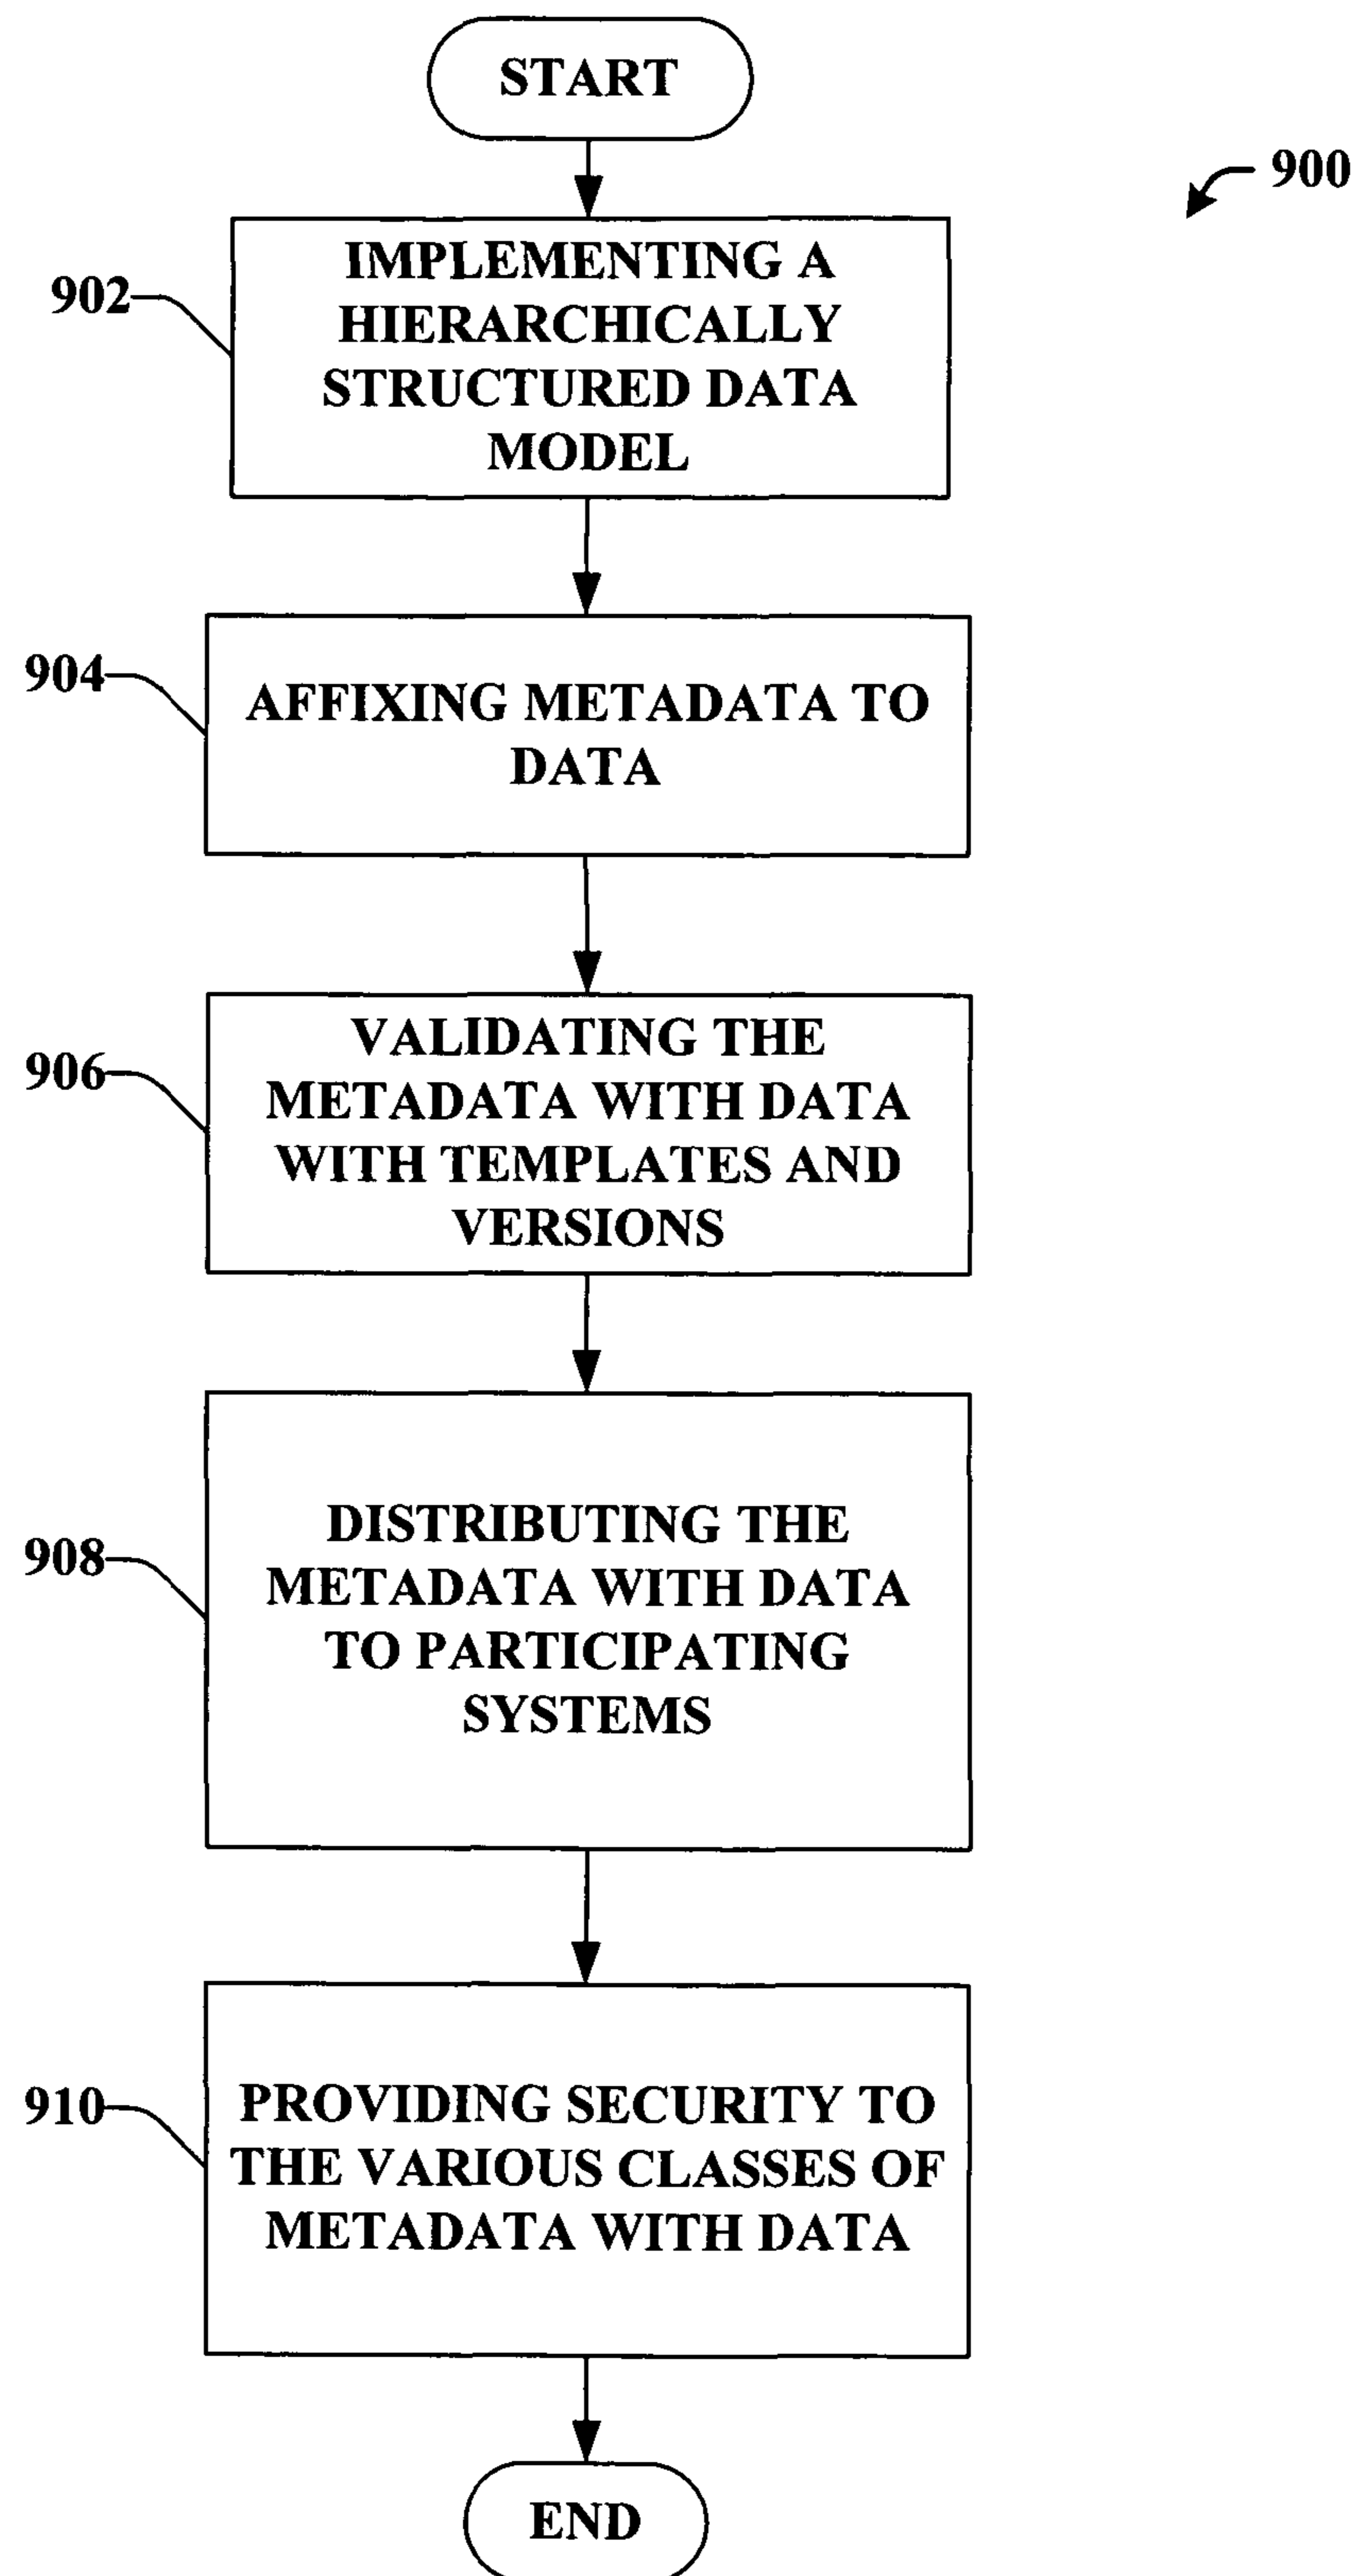 START
900
902
IMPLEMENTING A
HIERARCHICALLY
STRUCTURED DATA
MODEL
904
AFFIXING METADATA TO
DATA
906
VALIDATING THE
METADATA WITH DATA
WITH TEMPLATES AND
VERSIONS
908
DISTRIBUTING THE
METADATA WITH DATA
TO PARTICIPATING
SYSTEMS
910
PROVIDING SECURITY TO
THE VARIOUS CLASSES OF
METADATA WITH DATA
END